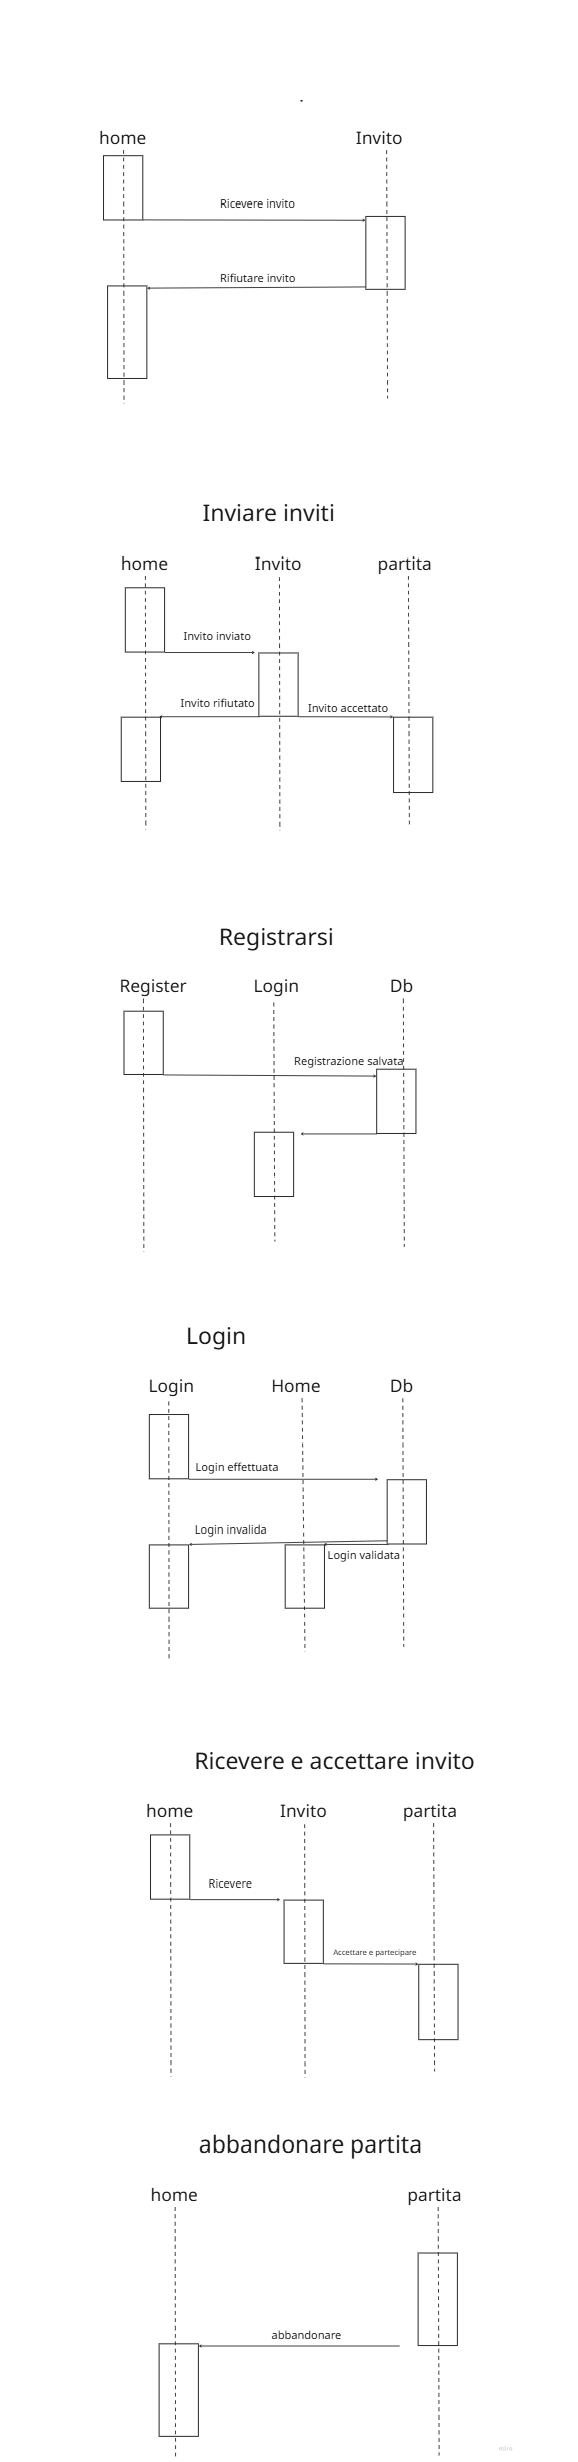 .
home Invito
Ricevere invito
Rifiutare invito
Inviare inviti
home Invito partita
Invito inviato
Invito rifiutato Invito accettato
Registrarsi
Register Login Db
Registrazione salvata
Login
Login Home Db
Login effettuata
Login invalida
Login validata
Ricevere e accettare invito
home Invito partita
Ricevere
Accettare e partecipare
abbandonare partita
home partita
abbandonare
miro